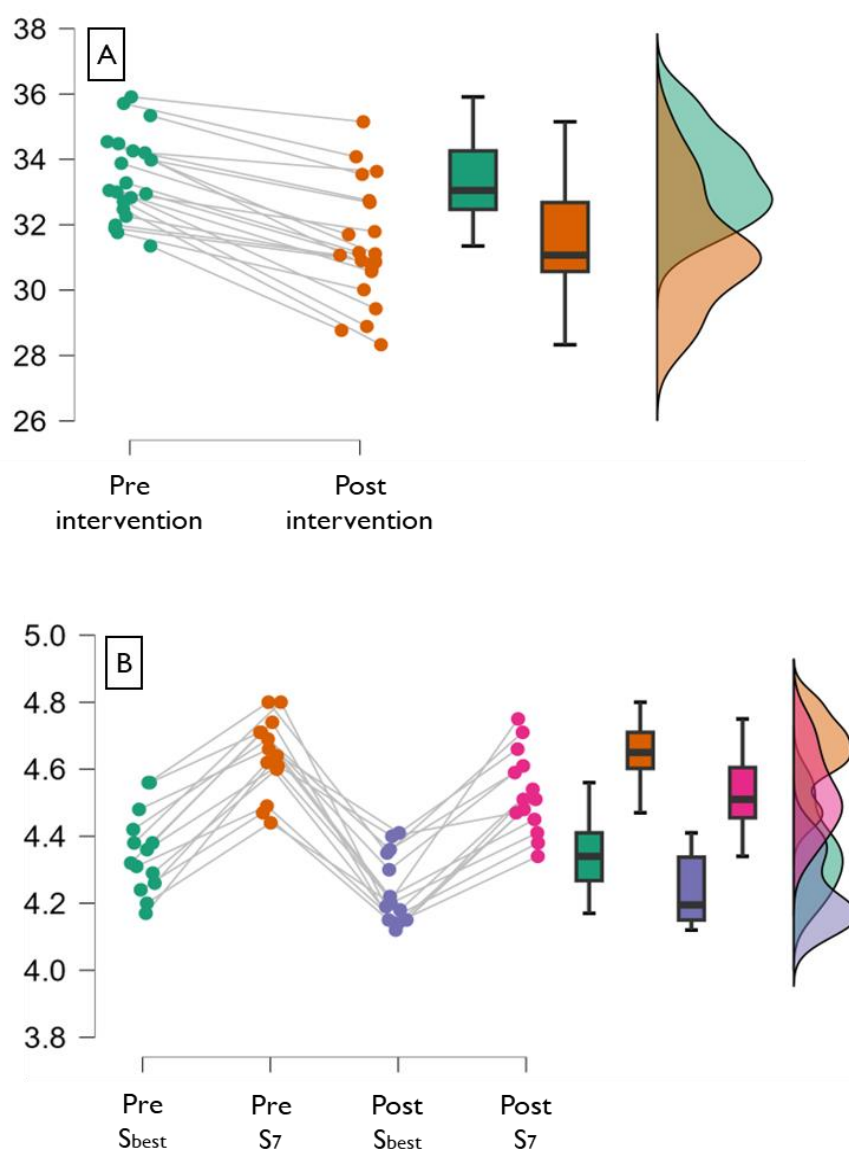 38
A
36
34
32
30
28
26
Pre Post
intervention intervention
5.0
B
4.8
4.6
4.4
4.2
4.0
3.8
Pre Pre Post Post
Sbest S7 Sbest S7